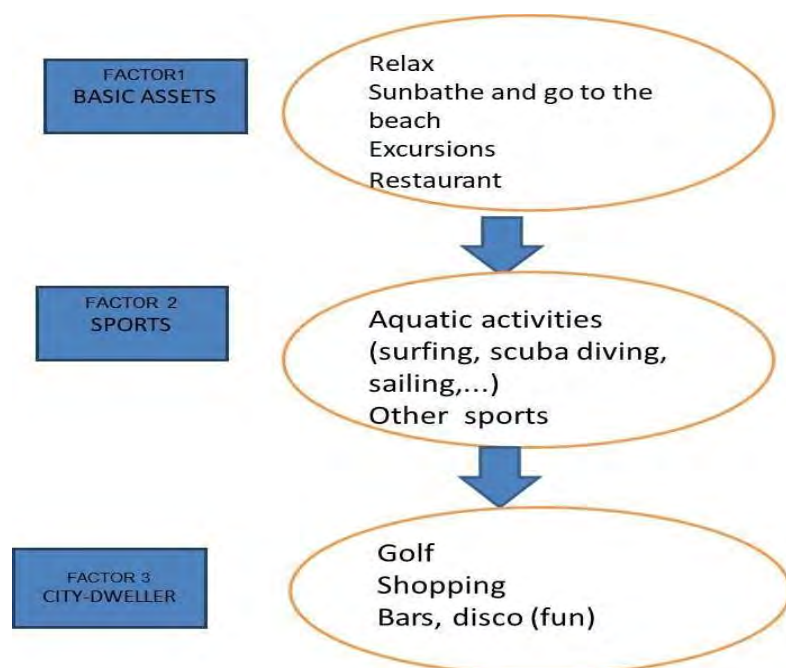 FACTOR1
BASIC ASSETS
Relax
Sunbathe and go to the
beach
Excursions
Restaurant
FACTOR 2
SPORTS
Aquatic activities
(surfing, scuba diving,
sailing,...)
Other sports
FACTOR 3
CITY-DWELLER
Golf
Shopping
Bars, disco (fun)